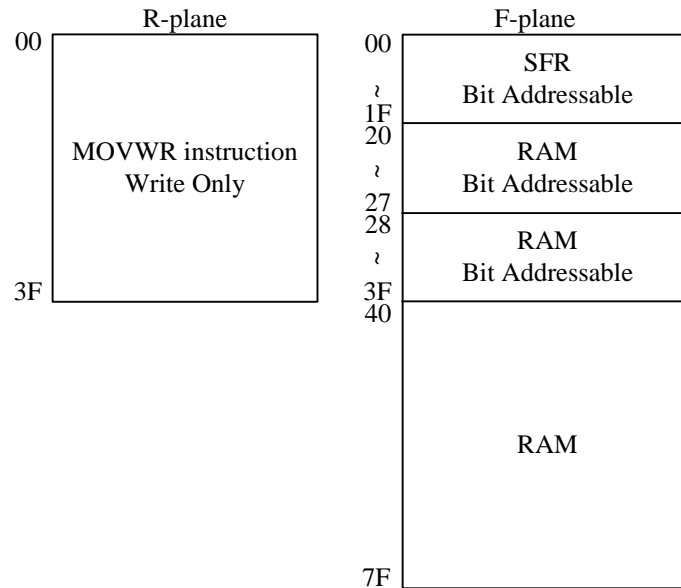 R-plane
00
MOVWR instruction
Write Only
3F
F-plane
00
SFR
Bit Addressable
~
1F
20
RAM
Bit Addressable
~
27
28
RAM
Bit Addressable
~
3F
40
RAM
7F